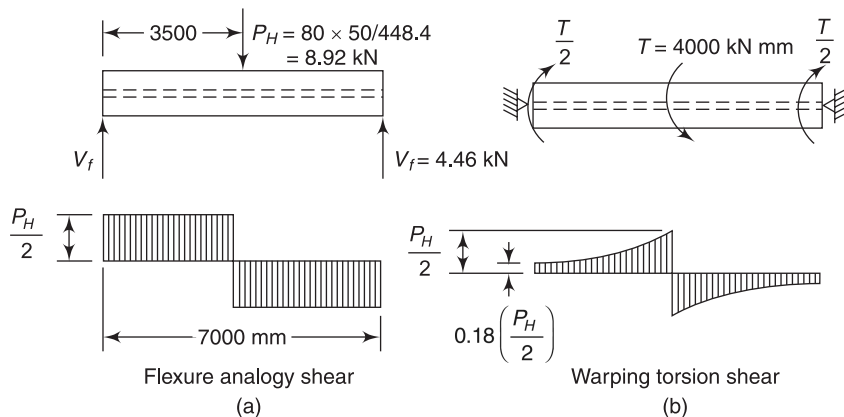 3500
P_H = 80 × 50/448.4
= 8.92 kN
V_f
V_f = 4.46 kN
P_H/2
7000 mm
Flexure analogy shear
(a)
T/2
T = 4000 kN mm
T/2
P_H/2
0.18 (P_H/2)
Warping torsion shear
(b)